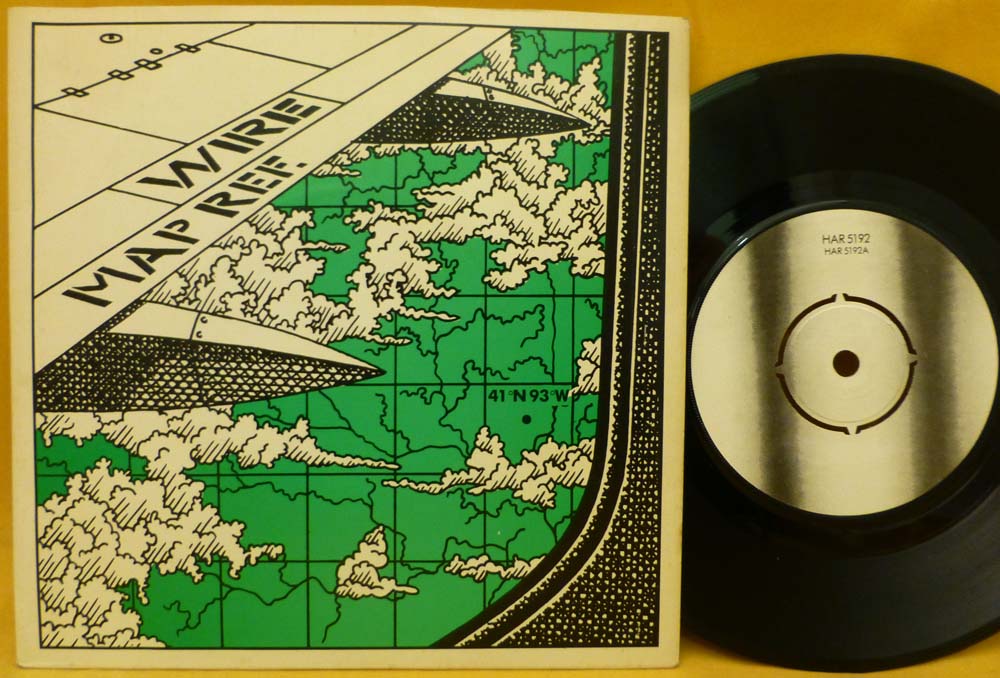 WIRE
MAP REF.
41°N 93°W
HAR 5192
HAR 5192A